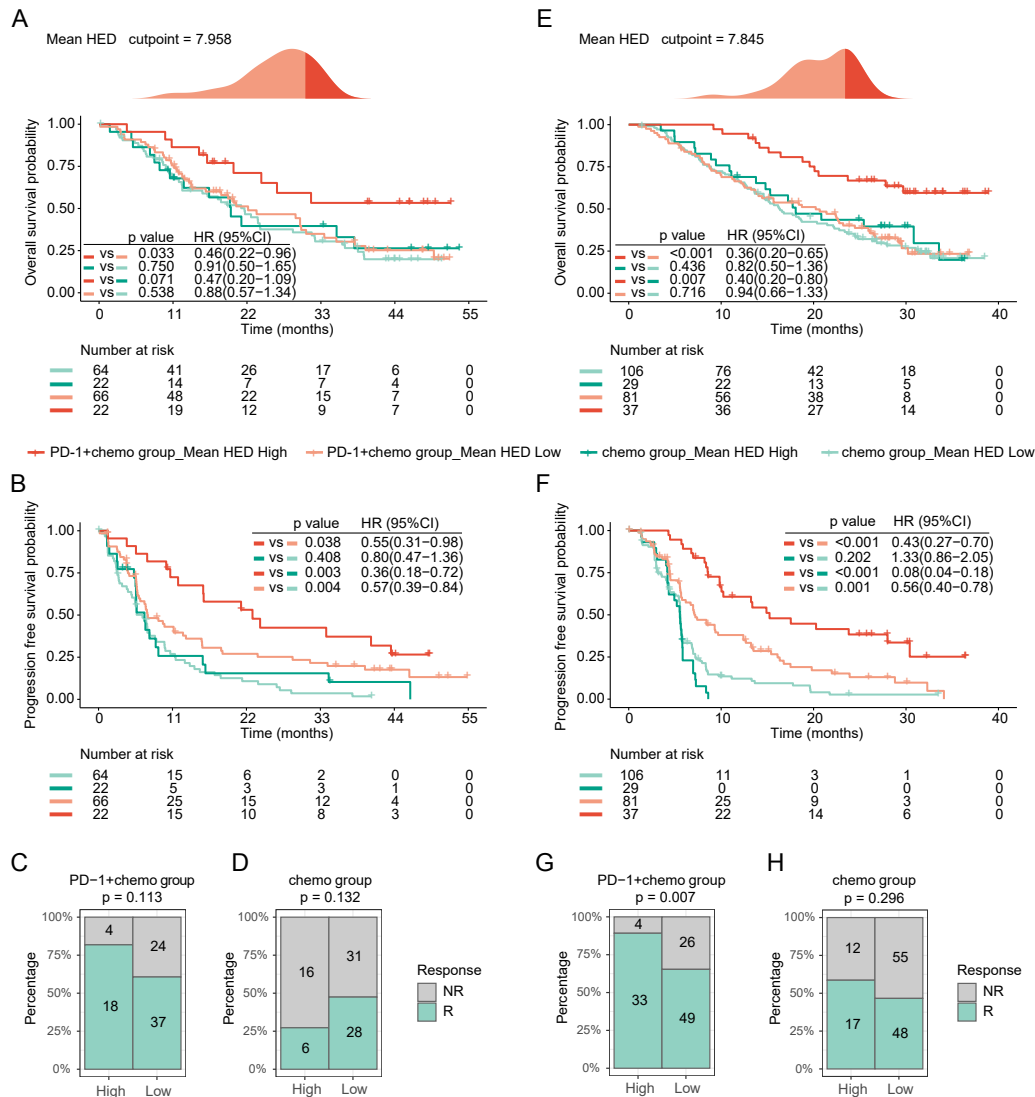 A
Mean HED cutpoint = 7.958
Overall survival probability
1.00
0.75
0.50
0.25
0.00
p value HR (95%CI)
vs 0.033 0.46(0.22−0.96)
vs 0.750 0.91(0.50−1.65)
vs 0.071 0.47(0.20−1.09)
vs 0.538 0.88(0.57−1.34)
0 11 22 33 44 55
Time (months)
Number at risk
64 41 26 17 6 0
22 14 7 7 4 0
66 48 22 15 7 0
22 19 12 9 7 0
E
Mean HED cutpoint = 7.845
Overall survival probability
1.00
0.75
0.50
0.25
0.00
p value HR (95%CI)
vs <0.001 0.36(0.20−0.65)
vs 0.436 0.82(0.50−1.36)
vs 0.007 0.40(0.20−0.80)
vs 0.716 0.94(0.66−1.33)
0 10 20 30 40
Time (months)
Number at risk
106 76 42 18 0
29 22 13 5 0
81 56 38 8 0
37 36 27 14 0
PD-1+chemo group_Mean HED High PD-1+chemo group_Mean HED Low chemo group_Mean HED High chemo group_Mean HED Low
B
Progression free survival probability
1.00
0.75
0.50
0.25
0.00
p value HR (95%CI)
vs 0.038 0.55(0.31−0.98)
vs 0.408 0.80(0.47−1.36)
vs 0.003 0.36(0.18−0.72)
vs 0.004 0.57(0.39−0.84)
0 11 22 33 44 55
Time (months)
Number at risk
64 15 6 2 0 0
22 5 3 3 1 0
66 25 15 12 4 0
22 15 10 8 3 0
F
Progression free survival probability
1.00
0.75
0.50
0.25
0.00
p value HR (95%CI)
vs <0.001 0.43(0.27−0.70)
vs 0.202 1.33(0.86−2.05)
vs <0.001 0.08(0.04−0.18)
vs 0.001 0.56(0.40−0.78)
0 10 20 30 40
Time (months)
Number at risk
106 11 3 1 0
29 0 0 0 0
81 25 9 3 0
37 22 14 6 0
C
PD−1+chemo group
p = 0.113
Percentage
100%
75%
50%
25%
0%
4 24
18 37
High Low
D
chemo group
p = 0.132
Percentage
100%
75%
50%
25%
0%
16 31
6 28
High Low
Response
NR
R
G
PD−1+chemo group
p = 0.007
Percentage
100%
75%
50%
25%
0%
4 26
33 49
High Low
H
chemo group
p = 0.296
Percentage
100%
75%
50%
25%
0%
12 55
17 48
High Low
Response
NR
R